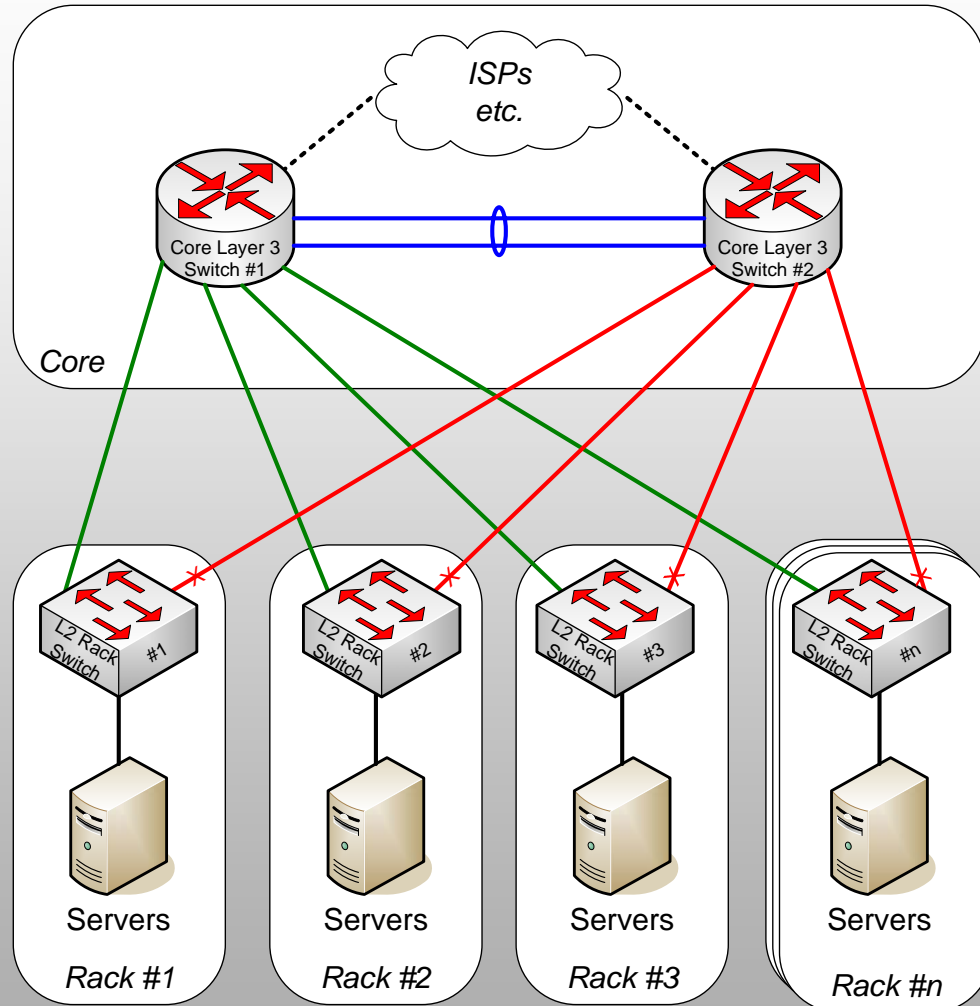 ISPs
etc.
Core Layer 3
Switch #1
Core Layer 3
Switch #2
Core
L2 Rack
Switch
#1
L2 Rack
Switch
#2
L2 Rack
Switch
#3
L2 Rack
Switch
#n
Servers
Servers
Servers
Servers
Rack #1
Rack #2
Rack #3
Rack #n